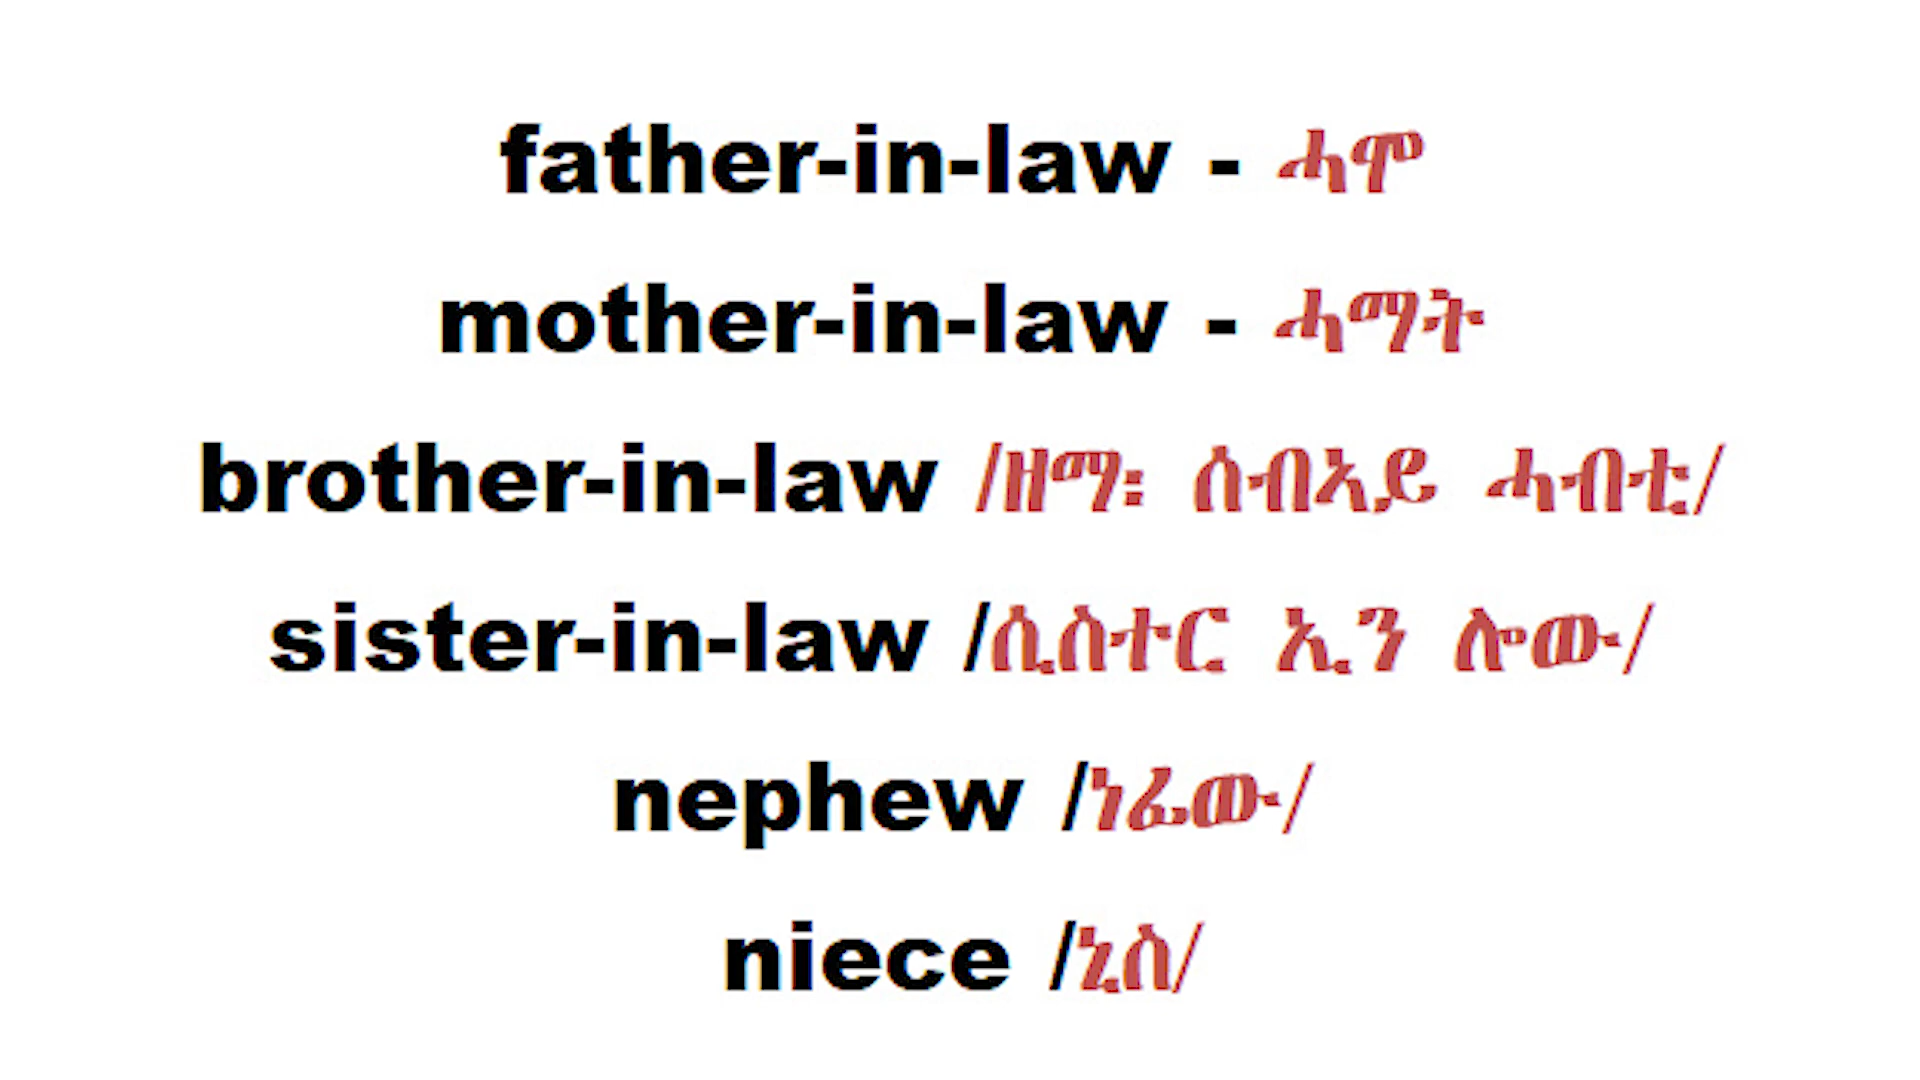 father-in-law - ሓሞ
mother-in-law - ሓማት
brother-in-law /ዘማ፡ ሰብኣይ ሓብቲ/
sister-in-law /ሲስተር ኢን ሎው/
nephew /ነፊው/
niece /ኒስ/